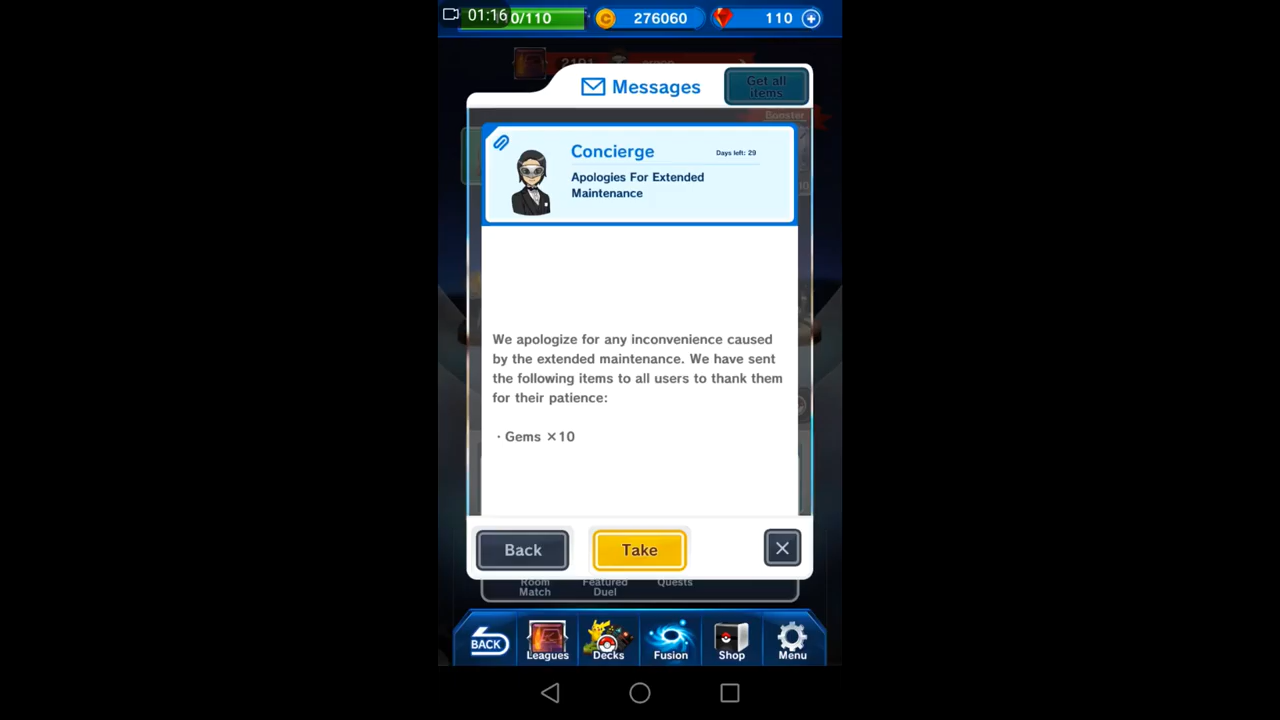 01:16
0/110
276060
110
Messages
Get all
items
Booster
Concierge
Days left: 29
Apologies For Extended
Maintenance
We apologize for any inconvenience caused
by the extended maintenance. We have sent
the following items to all users to thank them
for their patience:
· Gems ×10
Back
Take
Room
Match
Featured
Duel
Quests
BACK
Leagues
Decks
Fusion
Shop
Menu